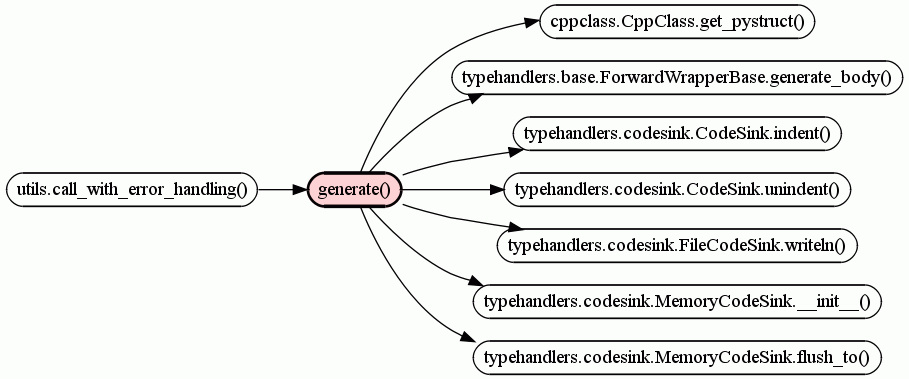 cppclass.CppClass.get_pystruct()
typehandlers.base.ForwardWrapperBase.generate_body()
typehandlers.codesink.CodeSink.indent()
utils.call_with_error_handling()
generate()
typehandlers.codesink.CodeSink.unindent()
typehandlers.codesink.FileCodeSink.writeln()
typehandlers.codesink.MemoryCodeSink.__init__()
typehandlers.codesink.MemoryCodeSink.flush_to()